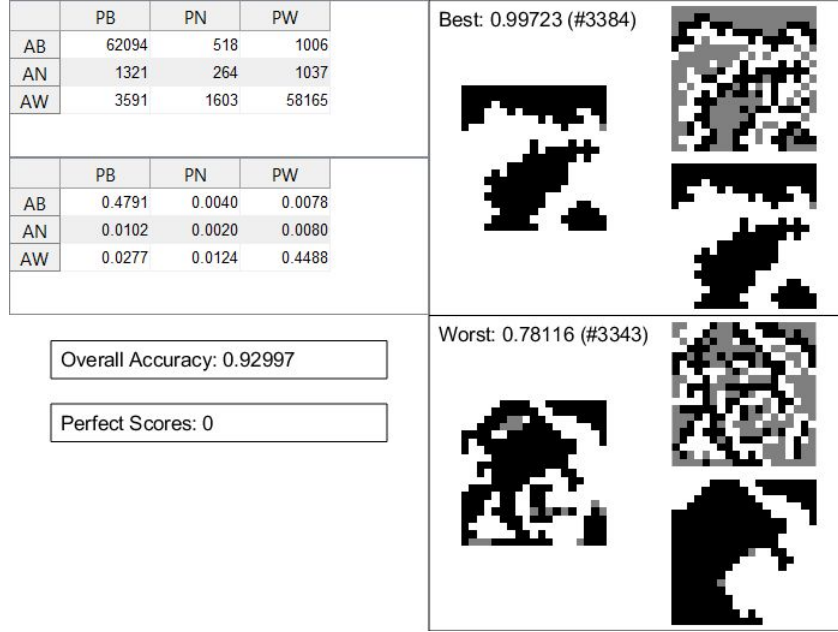 PB PN PW
AB 62094 518 1006
AN 1321 264 1037
AW 3591 1603 58165
PB PN PW
AB 0.4791 0.0040 0.0078
AN 0.0102 0.0020 0.0080
AW 0.0277 0.0124 0.4488
Overall Accuracy: 0.92997
Perfect Scores: 0
Best: 0.99723 (#3384)
Worst: 0.78116 (#3343)